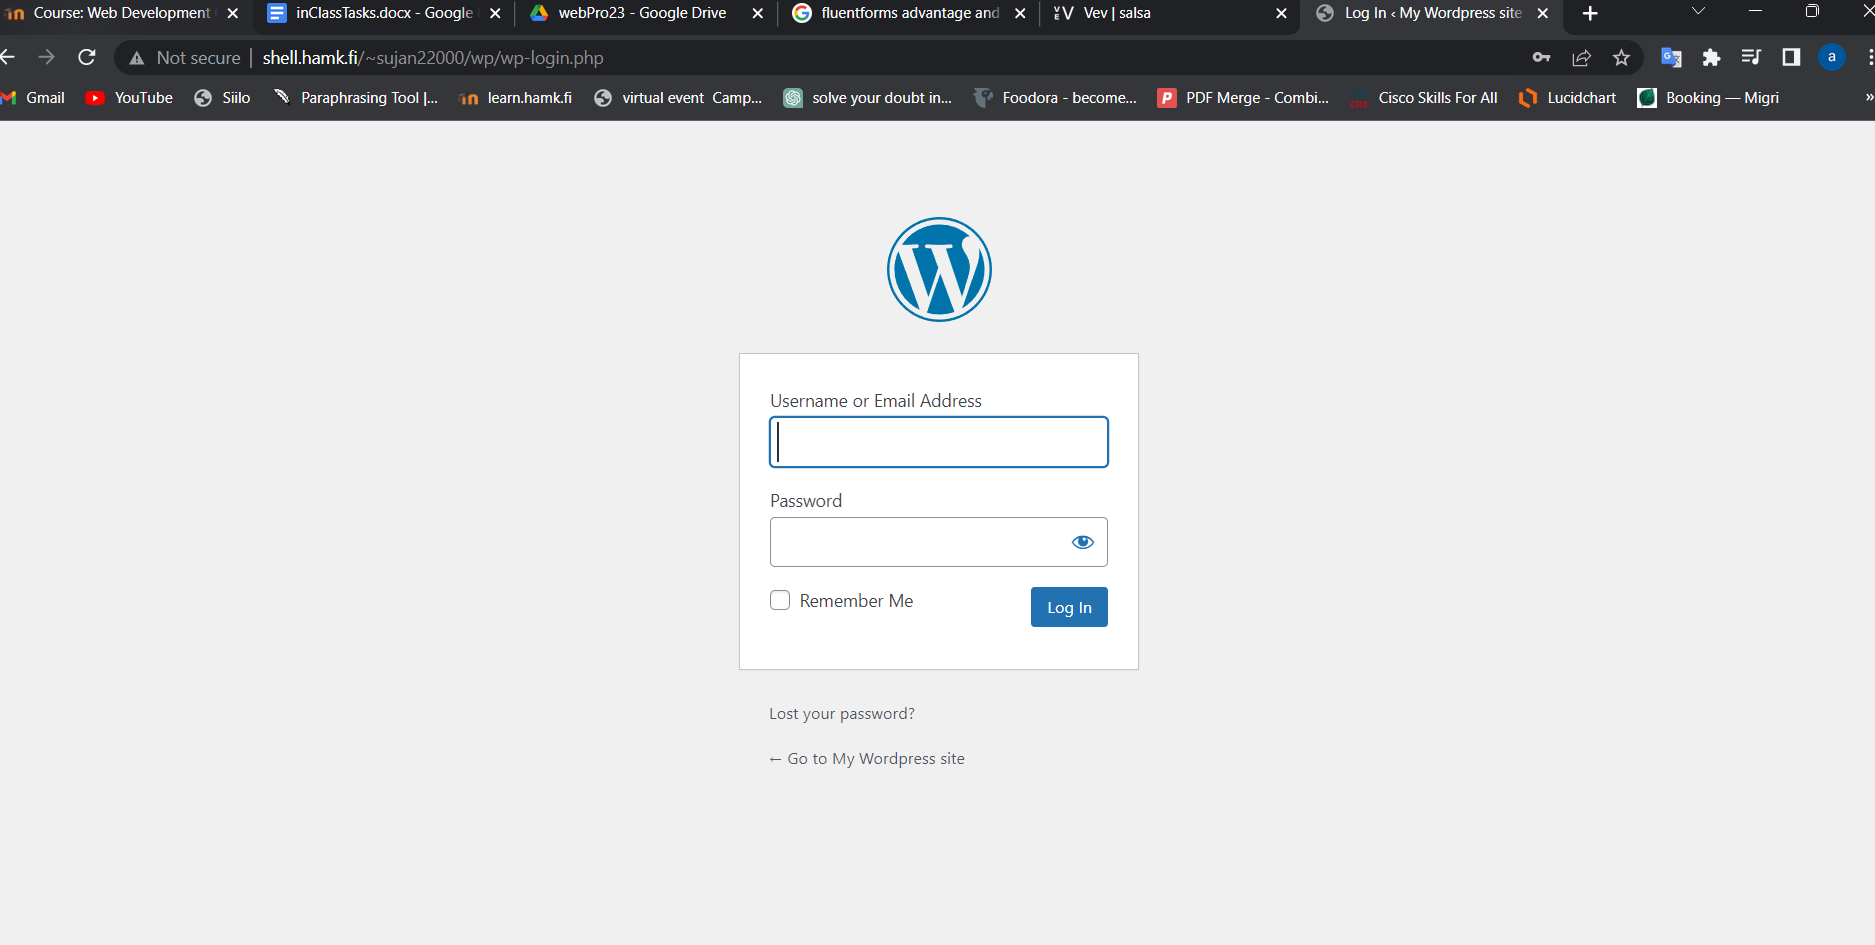 Course: Web Development
inClassTasks.docx - Google
webPro23 - Google Drive
fluentforms advantage and
Vev | salsa
Log In ‹ My Wordpress site
Not secure
shell.hamk.fi/~sujan22000/wp/wp-login.php
a
Gmail
YouTube
Siilo
Paraphrasing Tool |...
learn.hamk.fi
virtual event Camp...
solve your doubt in...
Foodora - become...
PDF Merge - Combi...
Cisco Skills For All
Lucidchart
Booking — Migri
»
Username or Email Address
Password
Remember Me
Log In
Lost your password?
← Go to My Wordpress site